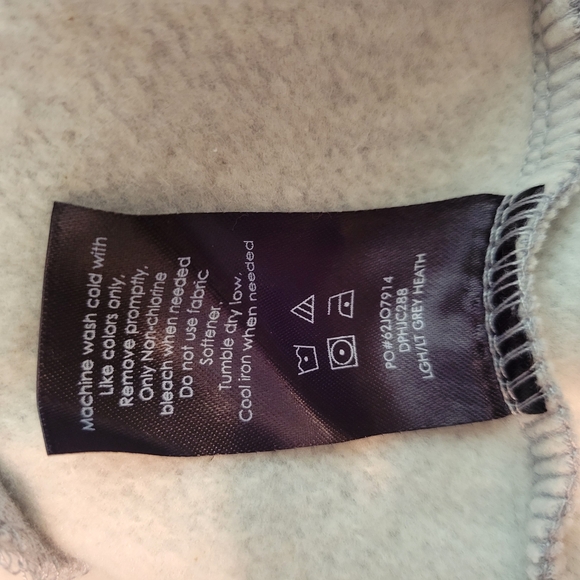 Machine wash cold with
Like colors only,
Remove promptly,
Only Non-chlorine
bleach when needed
Do not use fabric
Softener,
Tumble dry low,
Cool iron when needed
PO#62JO7914
DPHJC288
LGH/LT GREY HEATH